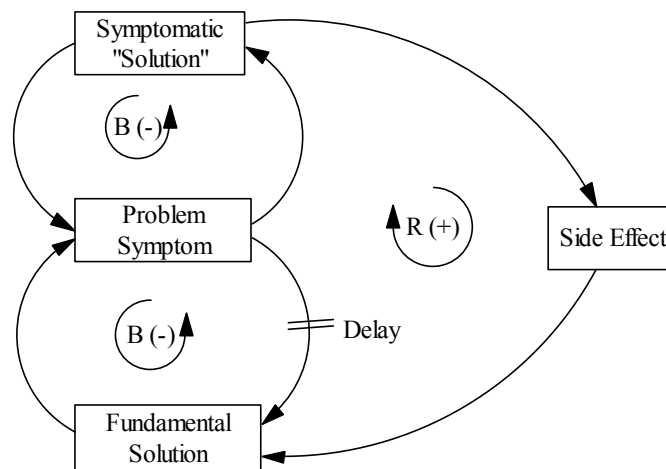 Symptomatic
"Solution"
B (-)
Problem
Symptom
R (+)
Side Effect
B (-)
Delay
Fundamental
Solution